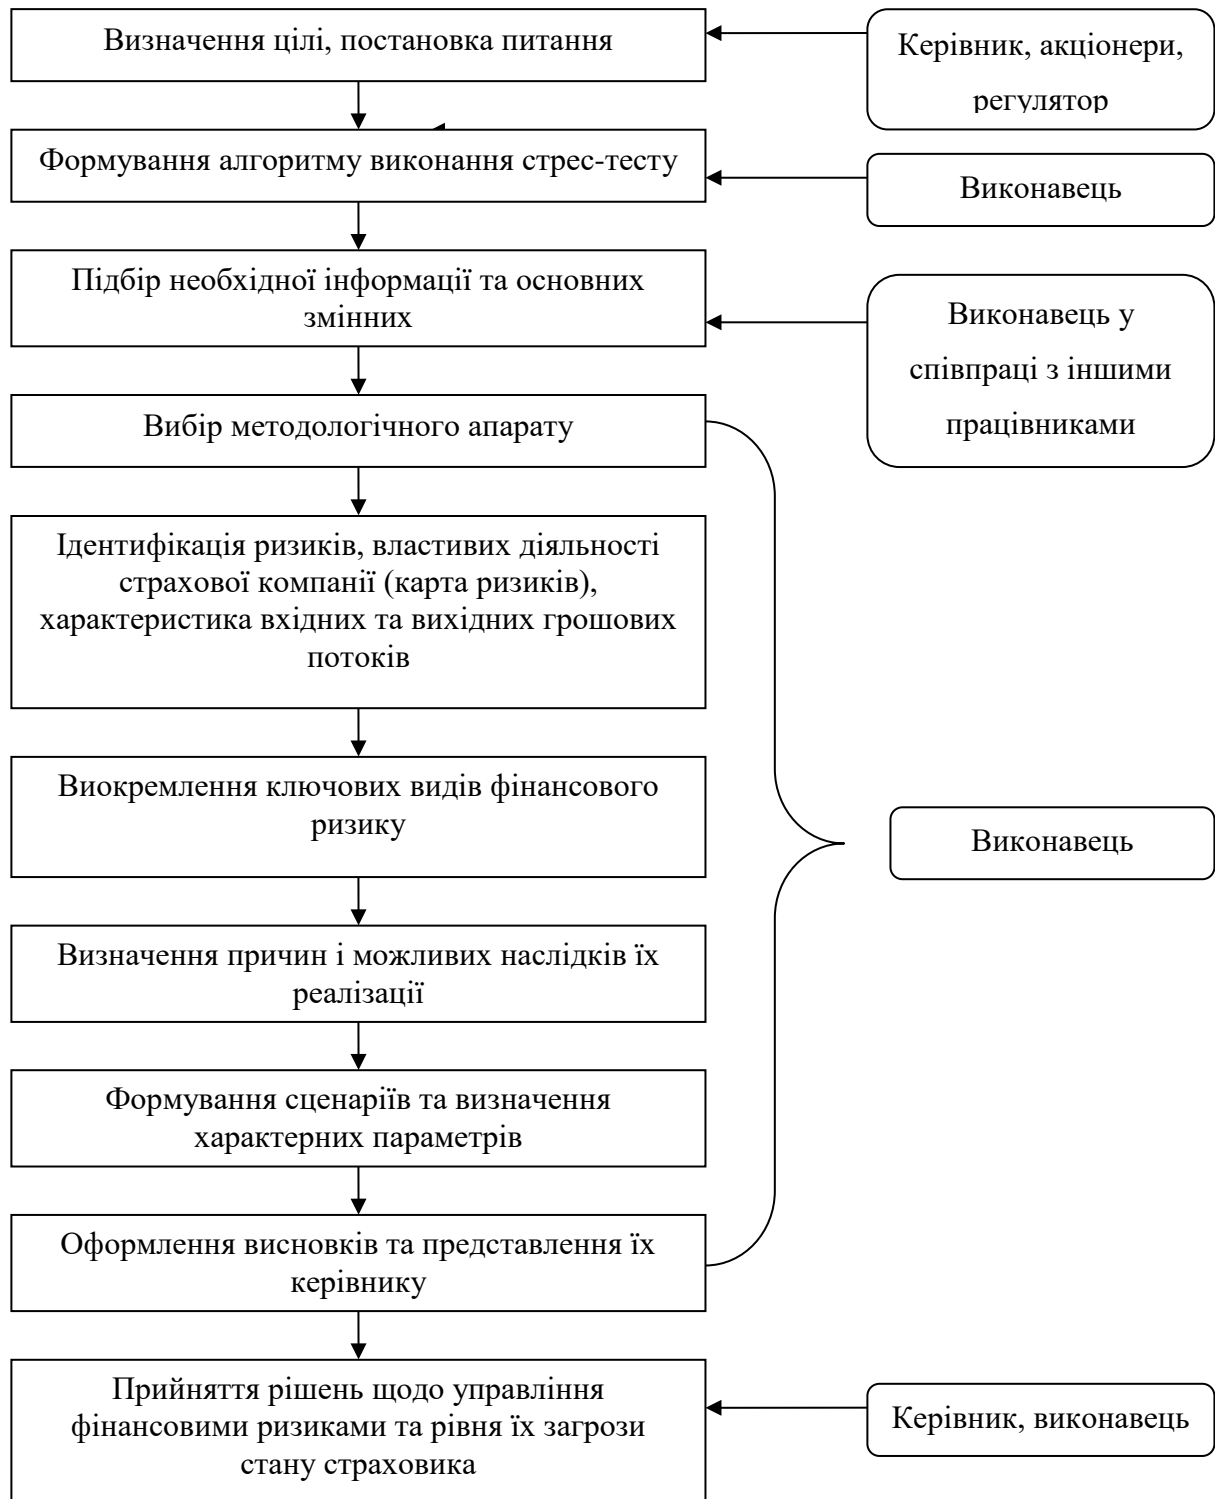 Визначення цілі, постановка питання
Керівник, акціонери,
регулятор
Формування алгоритму виконання стрес-тесту
Виконавець
Підбір необхідної інформації та основних
змінних
Виконавець у
співпраці з іншими
працівниками
Вибір методологічного апарату
Ідентифікація ризиків, властивих діяльності
страхової компанії (карта ризиків),
характеристика вхідних та вихідних грошових
потоків
Виокремлення ключових видів фінансового
ризику
Виконавець
Визначення причин і можливих наслідків їх
реалізації
Формування сценаріїв та визначення
характерних параметрів
Оформлення висновків та представлення їх
керівнику
Прийняття рішень щодо управління
фінансовими ризиками та рівня їх загрози
стану страховика
Керівник, виконавець